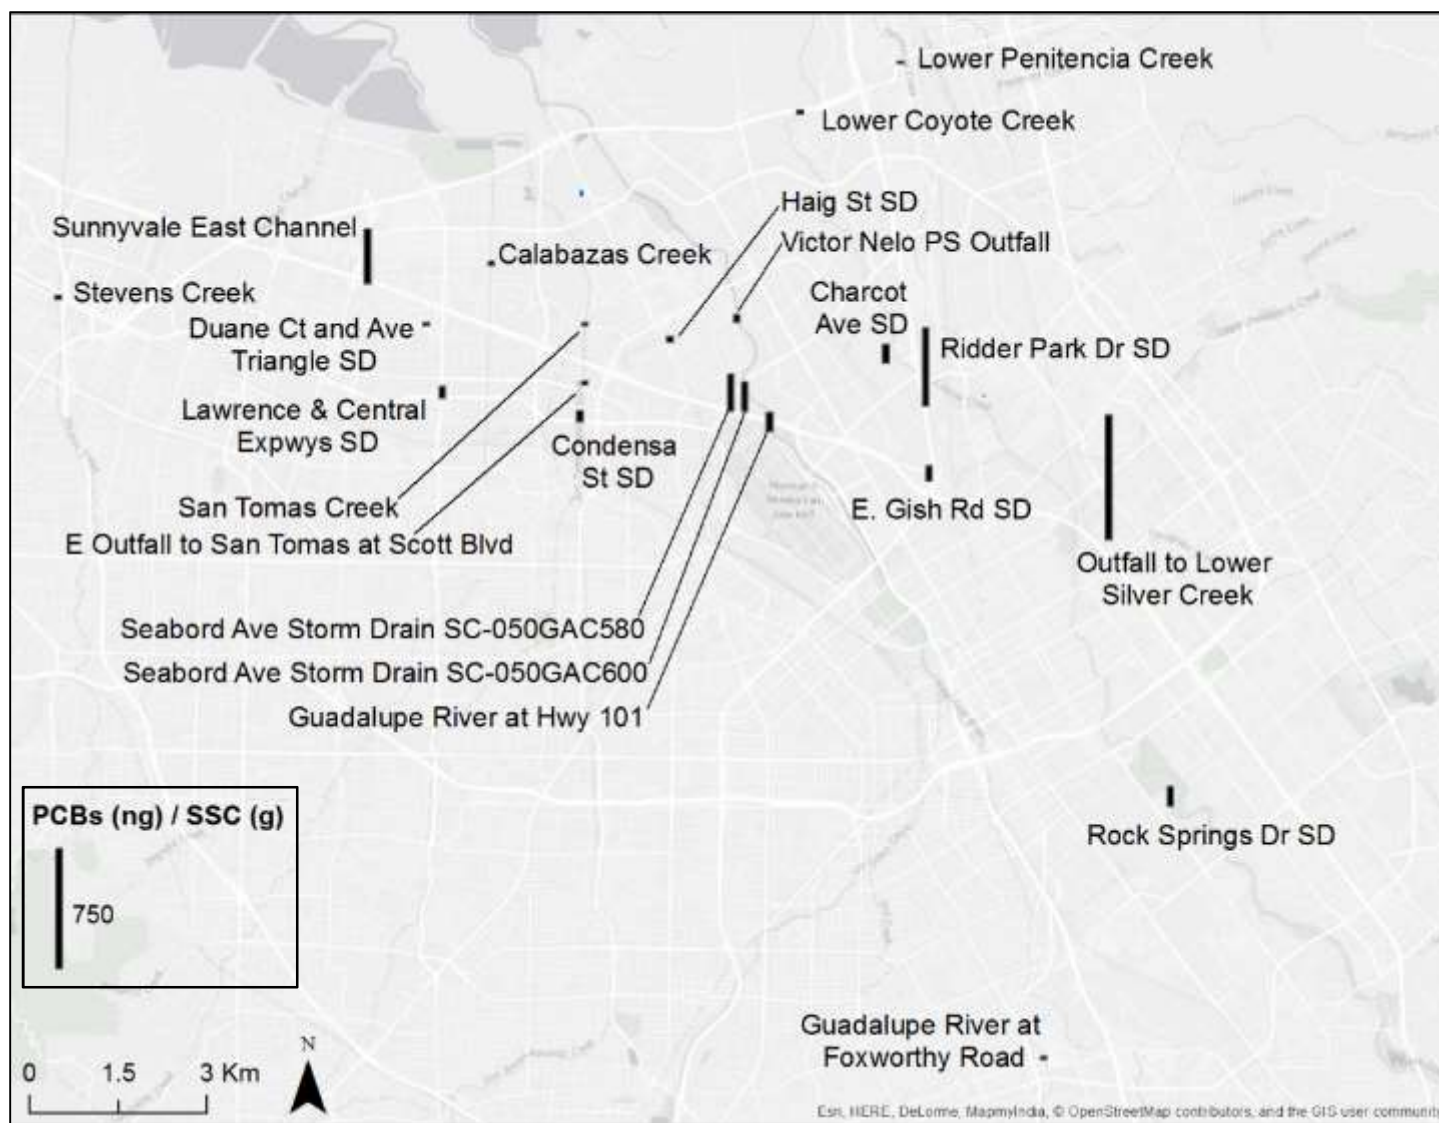 Lower Penitencia Creek
Lower Coyote Creek
Haig St SD
Sunnyvale East Channel
Victor Nelo PS Outfall
Calabazas Creek
Stevens Creek
Charcot
Ave SD
Duane Ct and Ave
Triangle SD
Ridder Park Dr SD
Lawrence & Central
Expwys SD
Condensa
St SD
San Tomas Creek
E. Gish Rd SD
E Outfall to San Tomas at Scott Blvd
Outfall to Lower
Silver Creek
Seabord Ave Storm Drain SC-050GAC580
Seabord Ave Storm Drain SC-050GAC600
Guadalupe River at Hwy 101
PCBs (ng) / SSC (g)
750
Rock Springs Dr SD
Guadalupe River at
Foxworthy Road
N
0 1.5 3 Km
Esri, HERE, DeLorme, MapmyIndia, © OpenStreetMap contributors, and the GIS user community